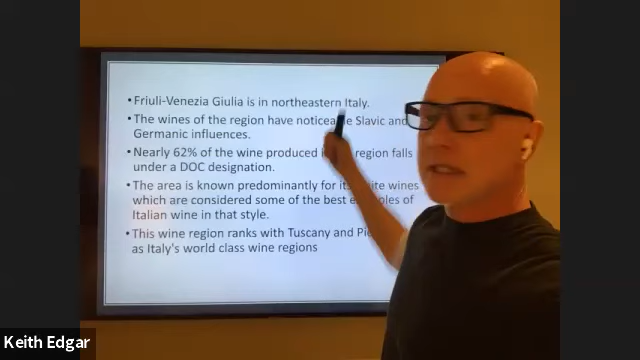 • Friuli-Venezia Giulia is in northeastern Italy.
• The wines of the region have Slavic and
Germanic influences.
• Nearly 62% of the wine produced region falls
under a DOC designation.
• The area is known predominantly for wines
which are considered some of the best of
Italian wine in that style.
• This wine region ranks with Tuscany and
as Italy's world class wine regions
Keith Edgar